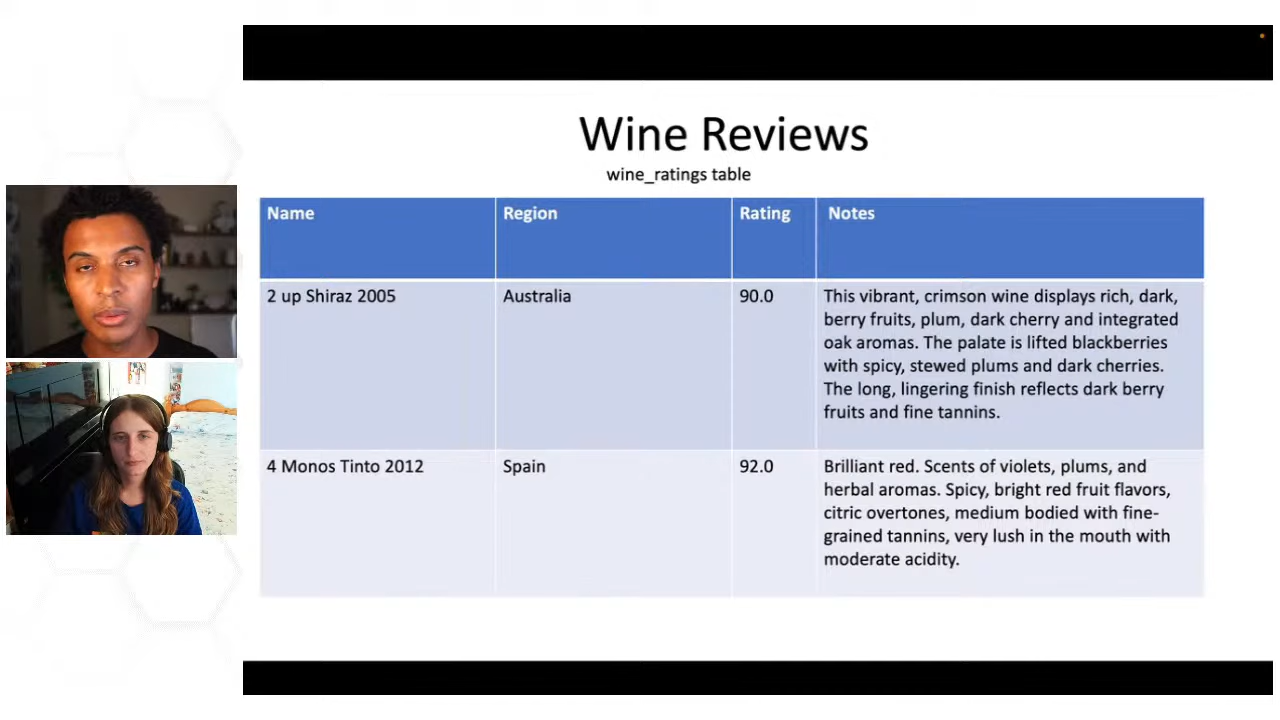 Wine Reviews
wine_ratings table
Name
Region
Rating
Notes
2 up Shiraz 2005
Australia
90.0
This vibrant, crimson wine displays rich, dark,
berry fruits, plum, dark cherry and integrated
oak aromas. The palate is lifted blackberries
with spicy, stewed plums and dark cherries.
The long, lingering finish reflects dark berry
fruits and fine tannins.
4 Monos Tinto 2012
Spain
92.0
Brilliant red. Scents of violets, plums, and
herbal aromas. Spicy, bright red fruit flavors,
citric overtones, medium bodied with fine-
grained tannins, very lush in the mouth with
moderate acidity.